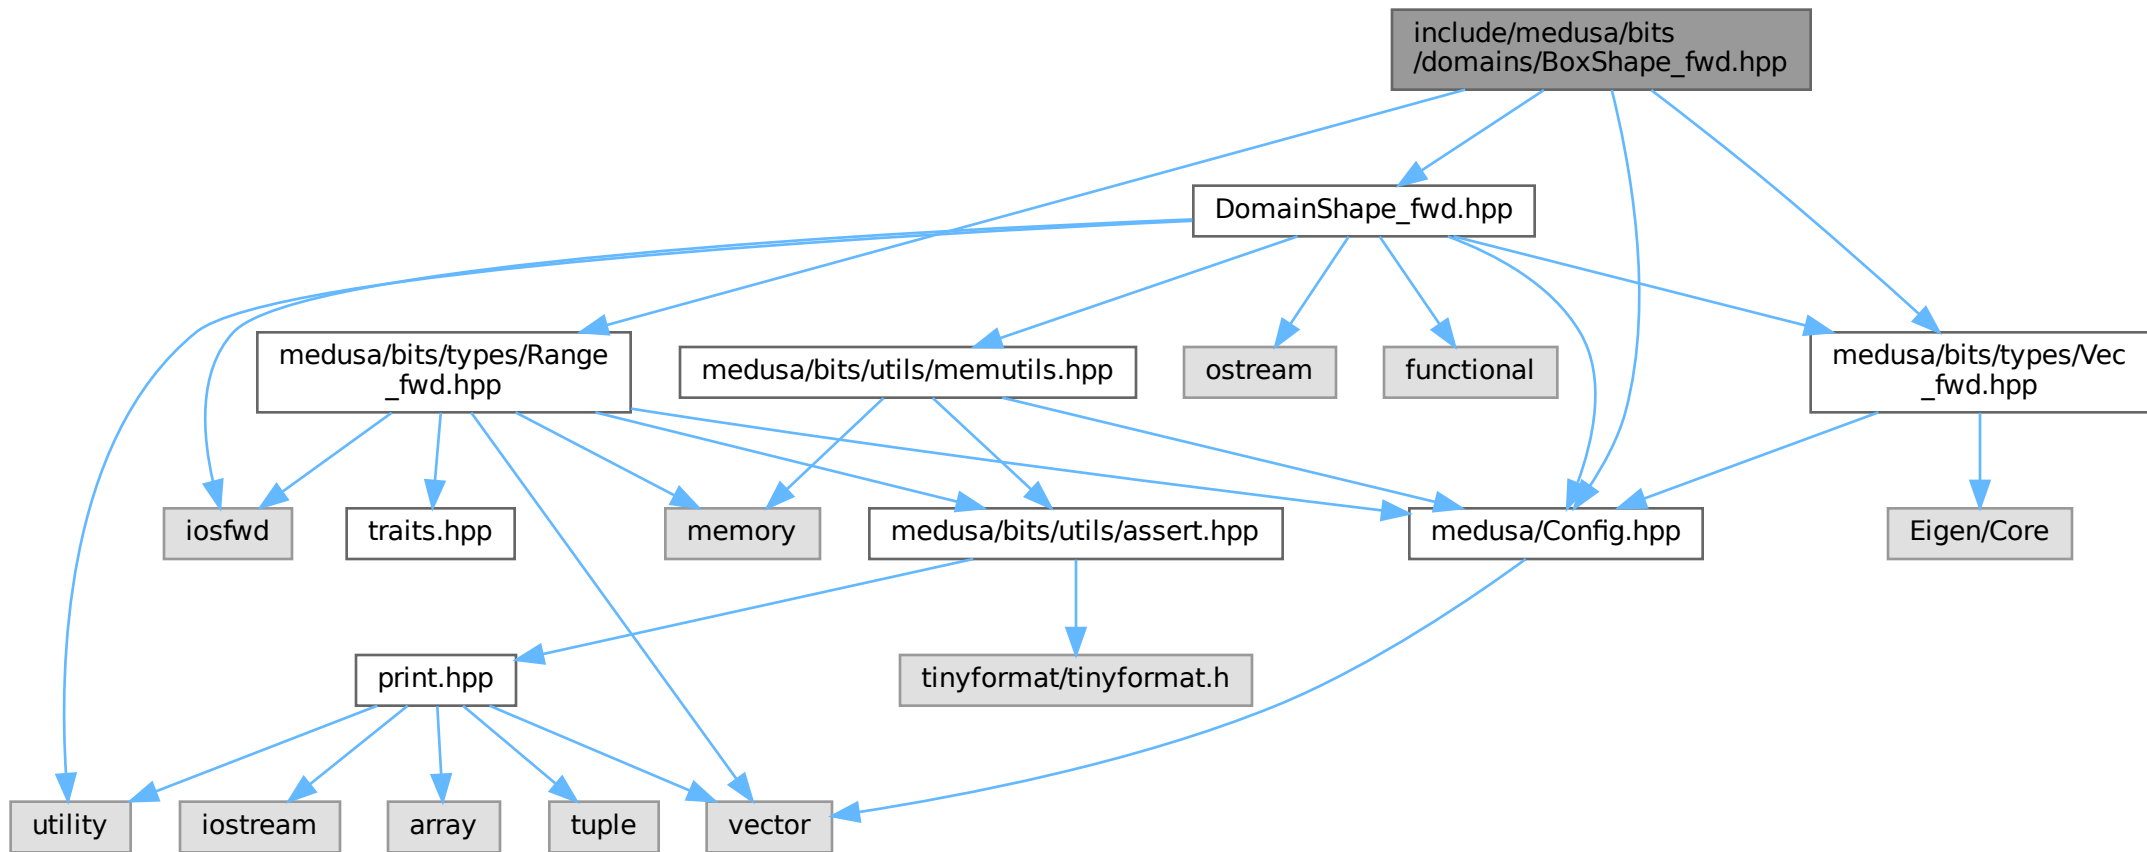 include/medusa/bits
/domains/BoxShape_fwd.hpp
DomainShape_fwd.hpp
medusa/bits/types/Range
_fwd.hpp
medusa/bits/utils/memutils.hpp
ostream
functional
medusa/bits/types/Vec
_fwd.hpp
iosfwd
traits.hpp
memory
medusa/bits/utils/assert.hpp
medusa/Config.hpp
Eigen/Core
print.hpp
tinyformat/tinyformat.h
utility
iostream
array
tuple
vector